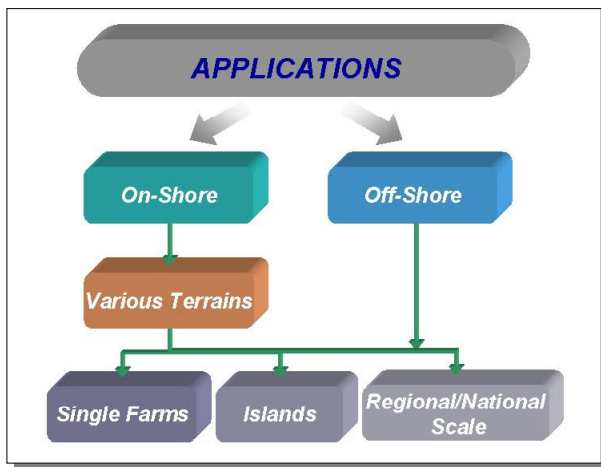 APPLICATIONS
On-Shore
Off-Shore
Various Terrains
Single Farms
Islands
Regional/National
Scale